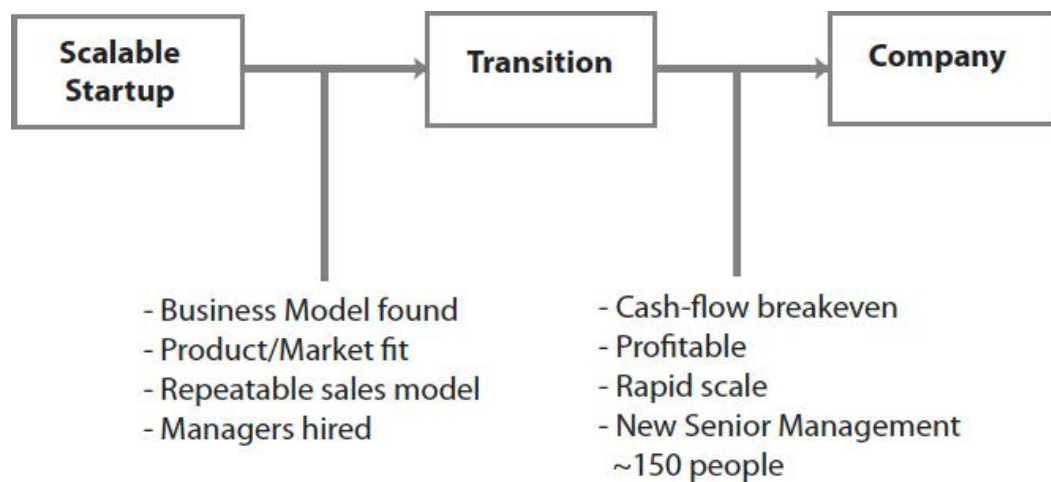 Scalable
Startup
Transition
Company
- Business Model found
- Product/Market fit
- Repeatable sales model
- Managers hired
- Cash-flow breakeven
- Profitable
- Rapid scale
- New Senior Management
~150 people